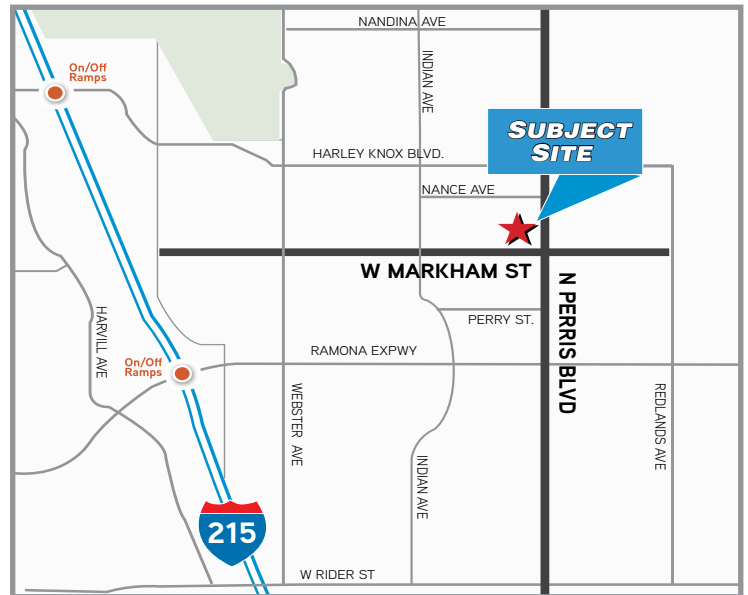 NANDINA AVE
On/Off
Ramps
INDIAN AVE
SUBJECT
SITE
HARLEY KNOX BLVD.
NANCE AVE
W MARKHAM ST
N PERRIS BLVD
PERRY ST.
HARVILL AVE
RAMONA EXPWY
On/Off
Ramps
WEBSTER AVE
REDLANDS AVE
INDIAN AVE
215
W RIDER ST